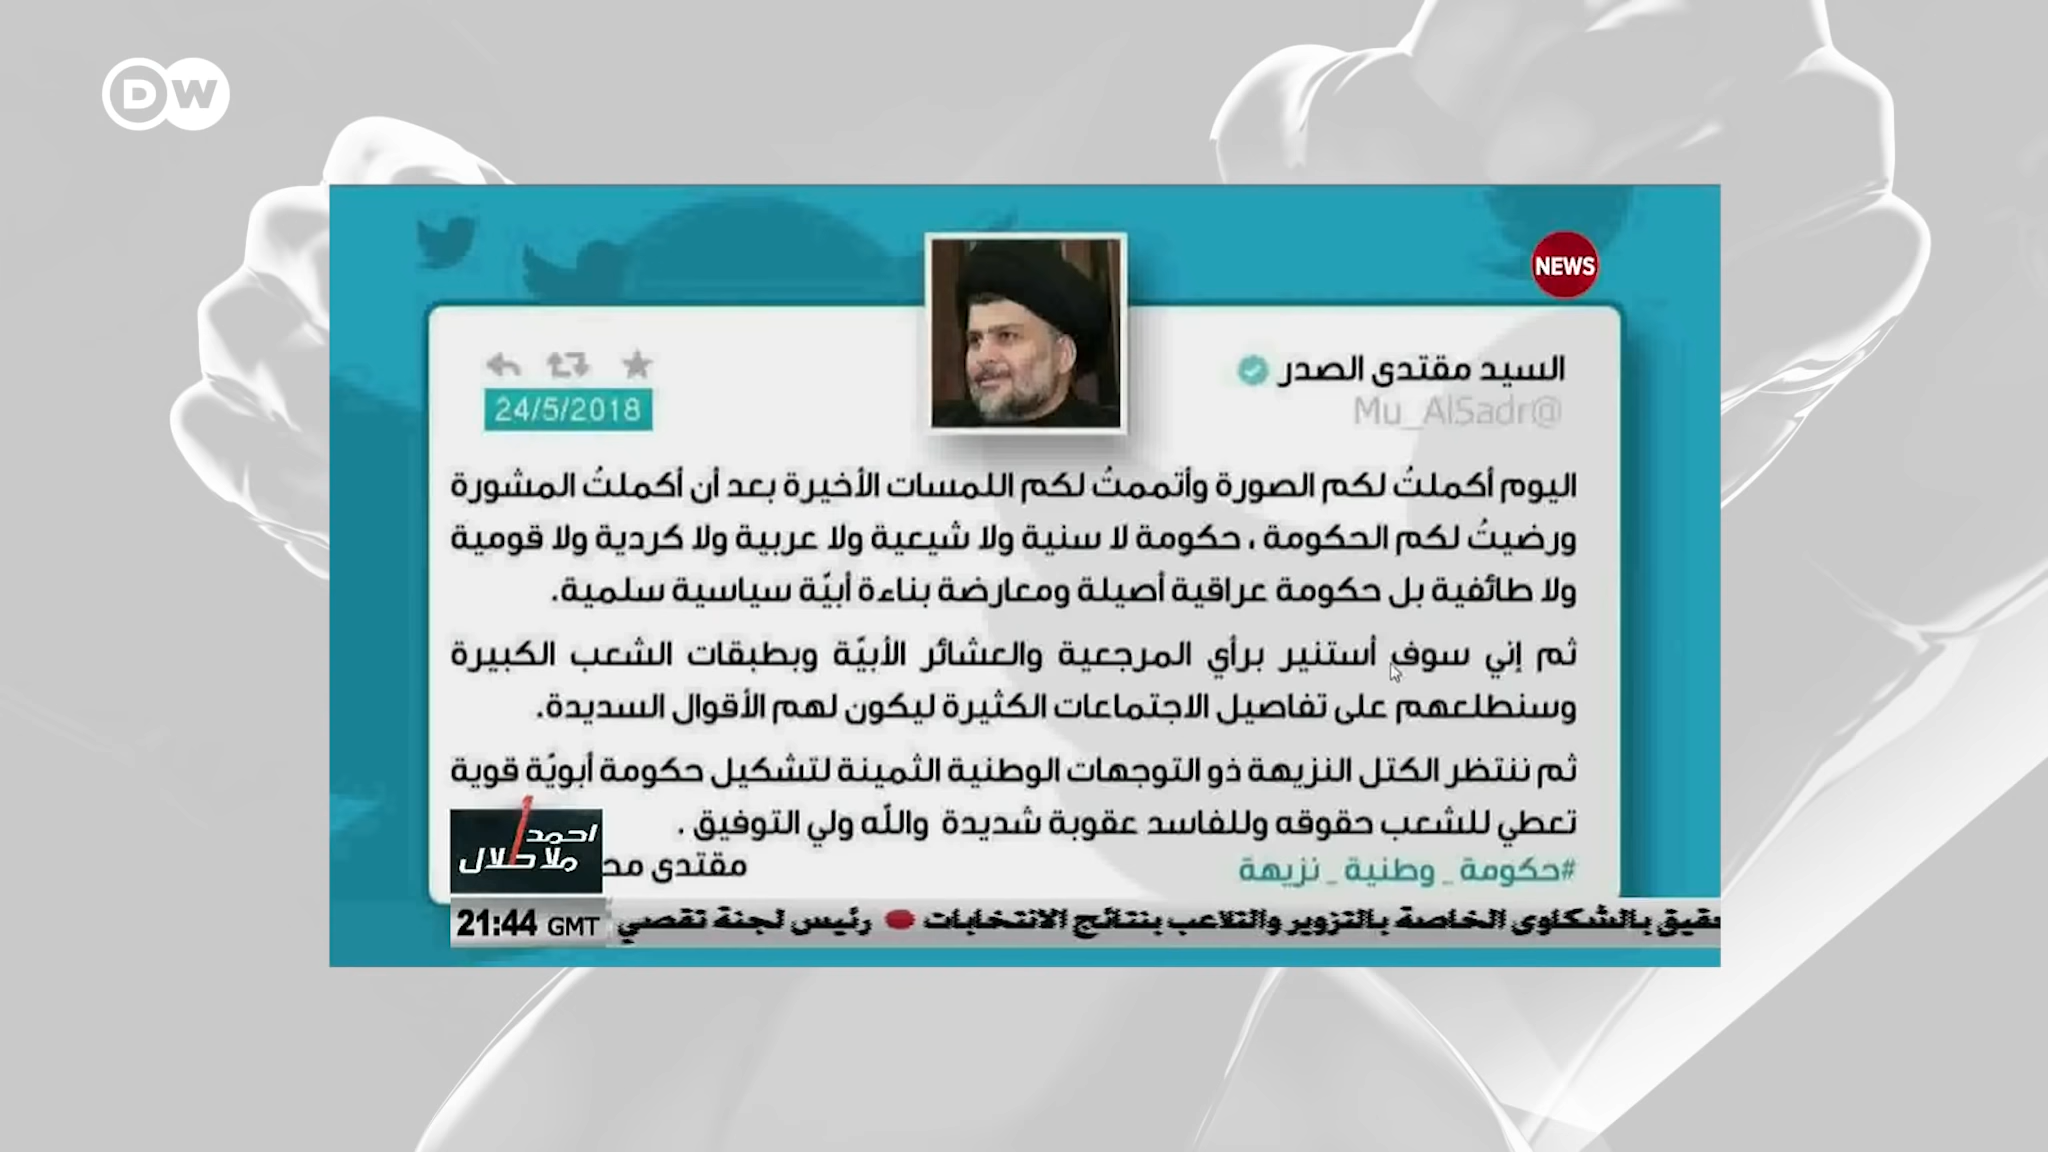 DW
NEWS
السيد مقتدى الصدر
Mu_AlSadr@
24/5/2018
اليوم أكملتُ لكم الصورة وأتممتُ لكم اللمسات الأخيرة بعد أن أكملتُ المشورة
ورضيتُ لكم الحكومة ، حكومة لا سنية ولا شيعية ولا عربية ولا كردية ولا قومية
ولا طائفية بل حكومة عراقية أصيلة ومعارضة بناءة أبيّة سياسية سلمية.
ثم إني سوف أستنير برأي المرجعية والعشائر الأبيّة وبطبقات الشعب الكبيرة
وسنطلعهم على تفاصيل الاجتماعات الكثيرة ليكون لهم الأقوال السديدة.
ثم ننتظر الكتل النزيهة ذو التوجهات الوطنية الثمينة لتشكيل حكومة أبويّة قوية
تعطي للشعب حقوقه وللفاسد عقوبة شديدة والله ولي التوفيق .
#حكومة _ وطنية _ نزيهة
مقتدى
احمد
ملا طلال
بالشكاوى الخاصة بالتزوير والتلاعب بنتائج الانتخابات
رئيس لجنة تقصي
21:44 GMT